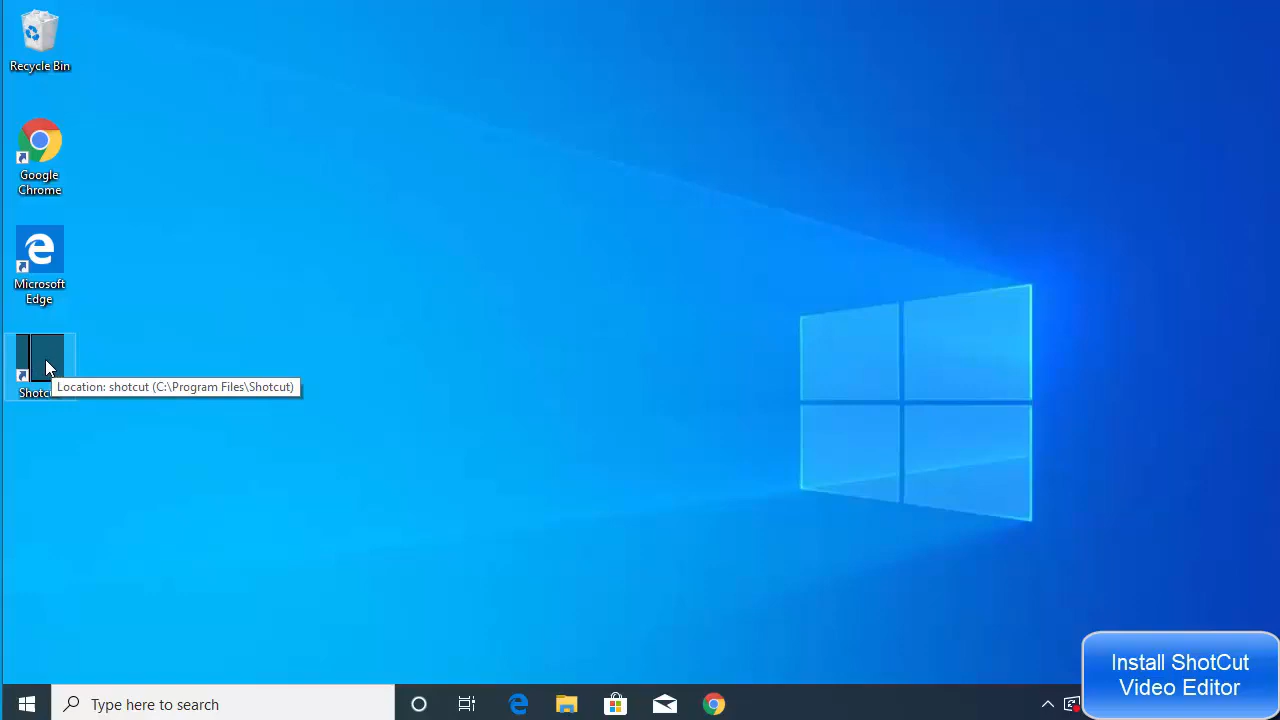 Recycle Bin
Google
Chrome
Microsoft
Edge
Location: shotcut (C:\Program Files\Shotcut)
Type here to search
Install ShotCut
Video Editor